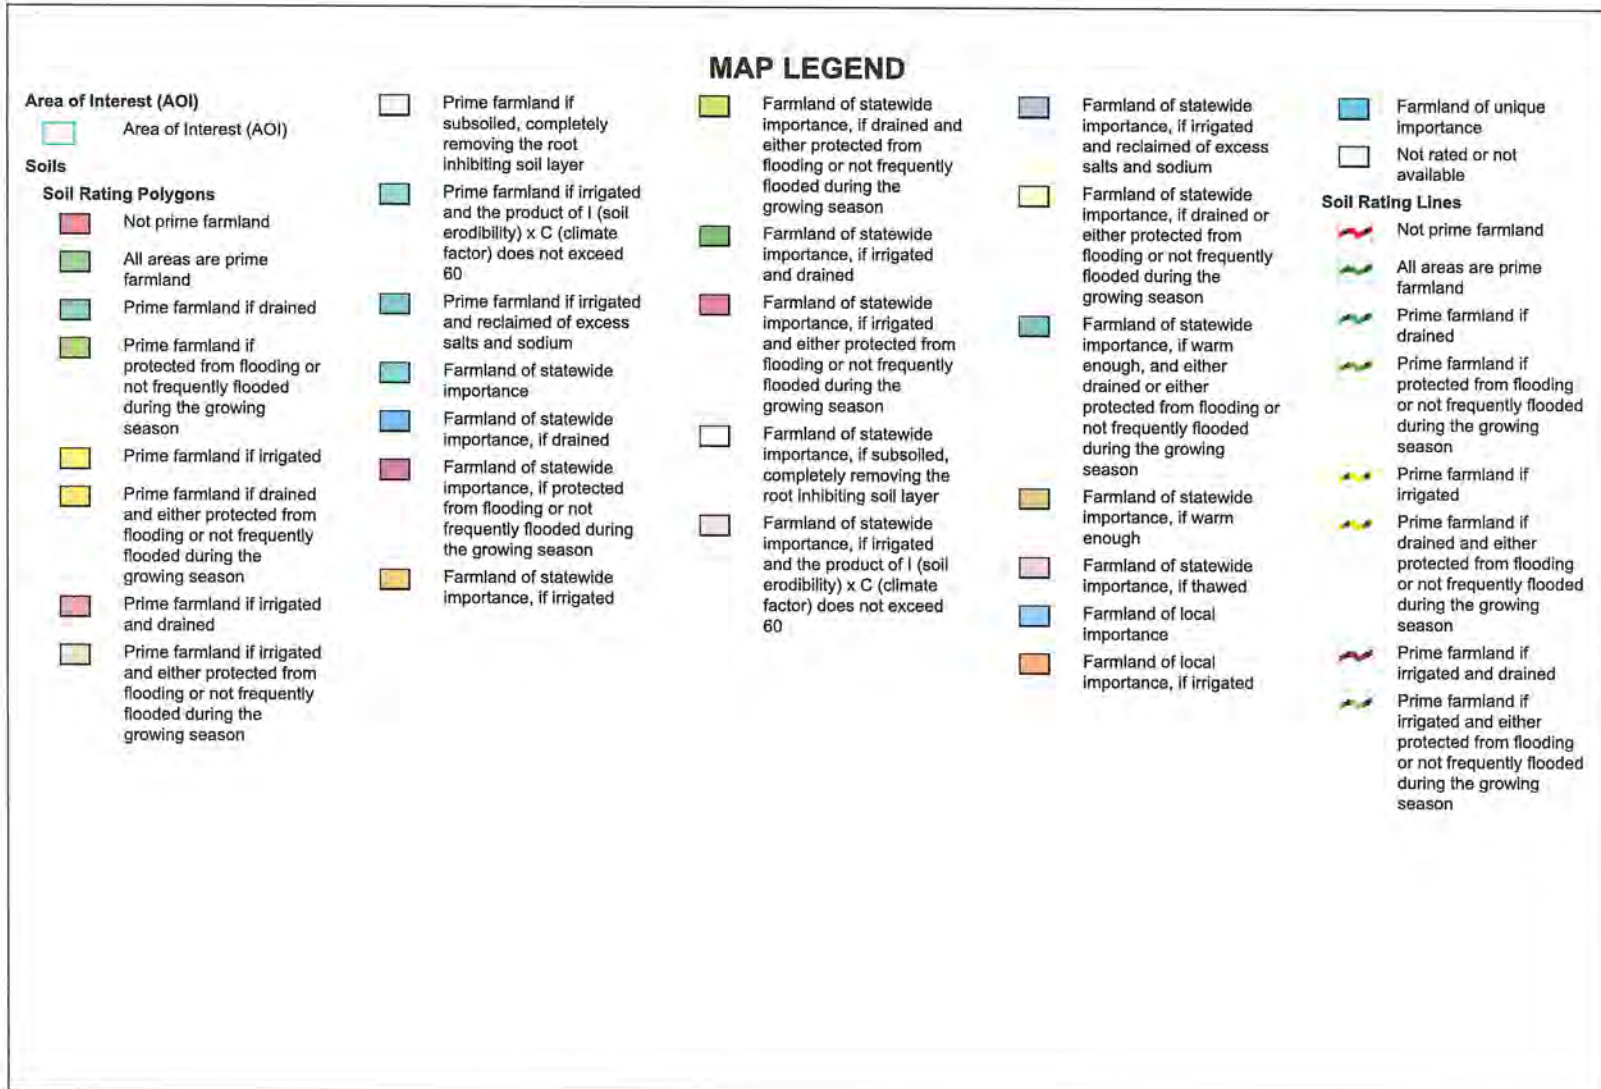 MAP LEGEND
Area of Interest (AOI)
Area of Interest (AOI)
Soils
Soil Rating Polygons
Not prime farmland
All areas are prime
farmland
Prime farmland if drained
Prime farmland if
protected from flooding or
not frequently flooded
during the growing
season
Prime farmland if irrigated
Prime farmland if drained
and either protected from
flooding or not frequently
flooded during the
growing season
Prime farmland if irrigated
and drained
Prime farmland if irrigated
and either protected from
flooding or not frequently
flooded during the
growing season
Prime farmland if
subsoiled, completely
removing the root
inhibiting soil layer
Prime farmland if irrigated
and the product of I (soil
erodibility) x C (climate
factor) does not exceed
60
Prime farmland if irrigated
and reclaimed of excess
salts and sodium
Farmland of statewide
importance
Farmland of statewide
importance, if drained
Farmland of statewide
importance, if protected
from flooding or not
frequently flooded during
the growing season
Farmland of statewide
importance, if irrigated
Farmland of statewide
importance, if drained and
either protected from
flooding or not frequently
flooded during the
growing season
Farmland of statewide
importance, if irrigated
and drained
Farmland of statewide
importance, if irrigated
and either protected from
flooding or not frequently
flooded during the
growing season
Farmland of statewide
importance, if subsoiled,
completely removing the
root inhibiting soil layer
Farmland of statewide
importance, if irrigated
and the product of I (soil
erodibility) x C (climate
factor) does not exceed
60
Farmland of statewide
importance, if irrigated
and reclaimed of excess
salts and sodium
Farmland of statewide
importance, if drained or
either protected from
flooding or not frequently
flooded during the
growing season
Farmland of statewide
importance, if warm
enough, and either
drained or either
protected from flooding or
not frequently flooded
during the growing
season
Farmland of statewide
importance, if warm
enough
Farmland of statewide
importance, if thawed
Farmland of local
importance
Farmland of local
importance, if irrigated
Farmland of unique
importance
Not rated or not
available
Soil Rating Lines
Not prime farmland
All areas are prime
farmland
Prime farmland if
drained
Prime farmland if
protected from flooding
or not frequently flooded
during the growing
season
Prime farmland if
irrigated
Prime farmland if
drained and either
protected from flooding
or not frequently flooded
during the growing
season
Prime farmland if
irrigated and drained
Prime farmland if
irrigated and either
protected from flooding
or not frequently flooded
during the growing
season